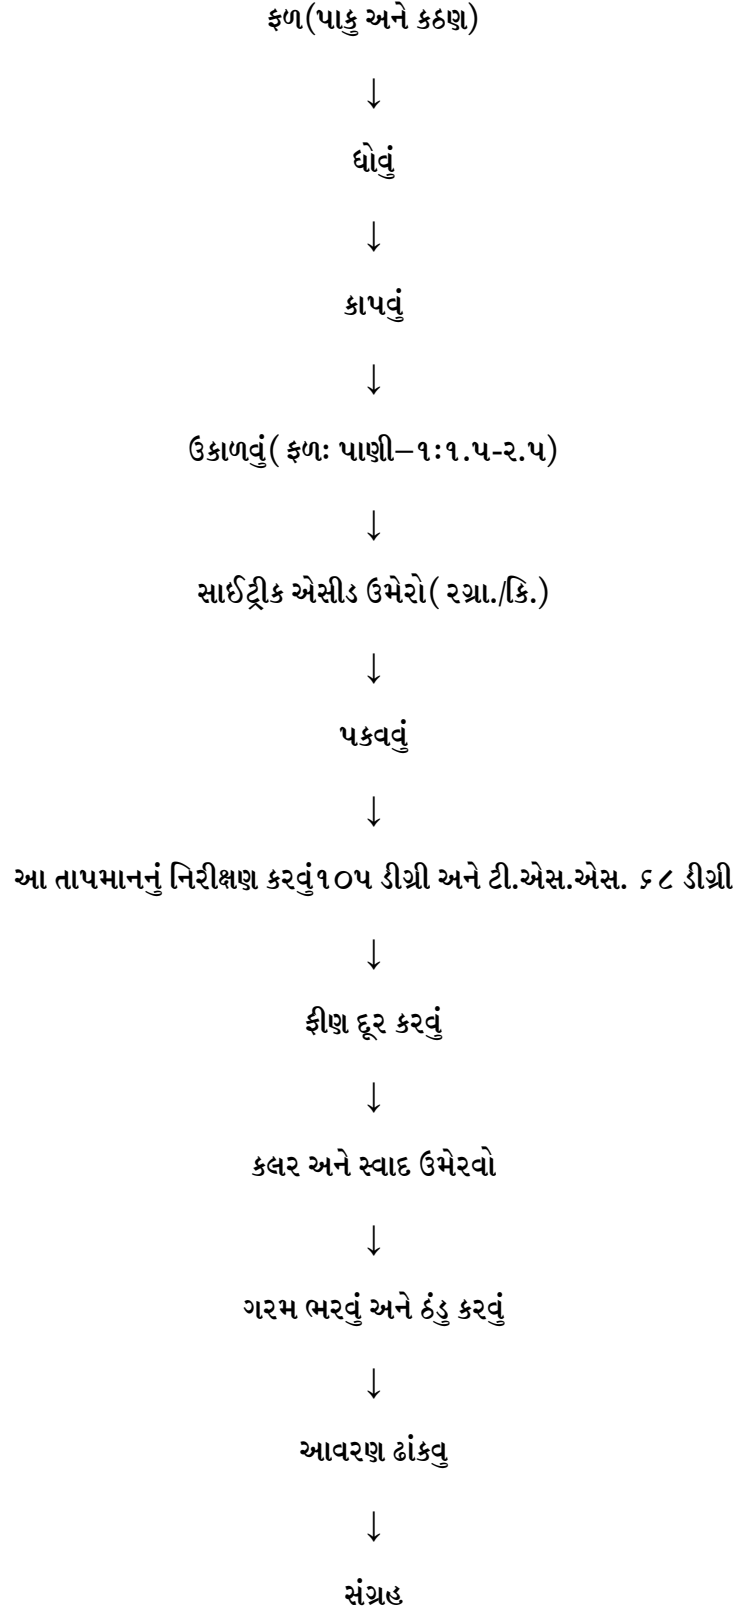 ફળ(પાકુ અને કઠણ)
↓
ધોવું
↓
કાપવું
↓
ઉકાળવું( ફળઃ પાણી–૧ઃ૧.૫-૨.૫)
↓
સાઈટ્રીક એસીડ ઉમેરો( ૨ગ્રા./કિ.)
↓
પકવવું
↓
આ તાપમાનનું નિરીક્ષણ કરવું૧૦૫ ડીગ્રી અને ટી.એસ.એસ. ૬૮ ડીગ્રી
↓
ફીણ દૂર કરવું
↓
કલર અને સ્વાદ ઉમેરવો
↓
ગરમ ભરવું અને ઠંડુ કરવું
↓
આવરણ ઢાંકવુ
↓
સંગ્રહ